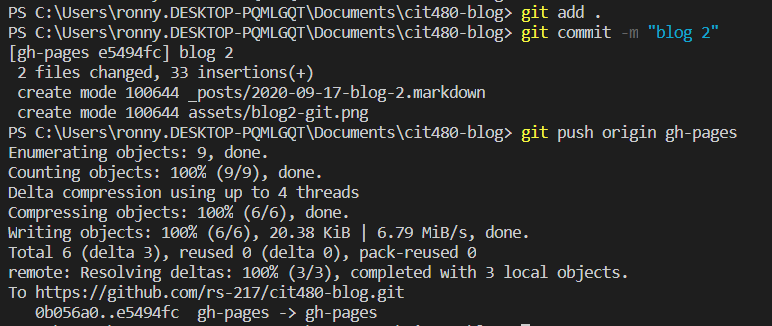 PS C:\Users\ronny.DESKTOP-PQMLGQT\Documents\cit480-blog> git add .
PS C:\Users\ronny.DESKTOP-PQMLGQT\Documents\cit480-blog> git commit -m "blog 2"
[gh-pages e5494fc] blog 2
 2 files changed, 33 insertions(+)
 create mode 100644 _posts/2020-09-17-blog-2.markdown
 create mode 100644 assets/blog2-git.png
PS C:\Users\ronny.DESKTOP-PQMLGQT\Documents\cit480-blog> git push origin gh-pages
Enumerating objects: 9, done.
Counting objects: 100% (9/9), done.
Delta compression using up to 4 threads
Compressing objects: 100% (6/6), done.
Writing objects: 100% (6/6), 20.38 KiB | 6.79 MiB/s, done.
Total 6 (delta 3), reused 0 (delta 0), pack-reused 0
remote: Resolving deltas: 100% (3/3), completed with 3 local objects.
To https://github.com/rs-217/cit480-blog.git
   0b056a0..e5494fc  gh-pages -> gh-pages